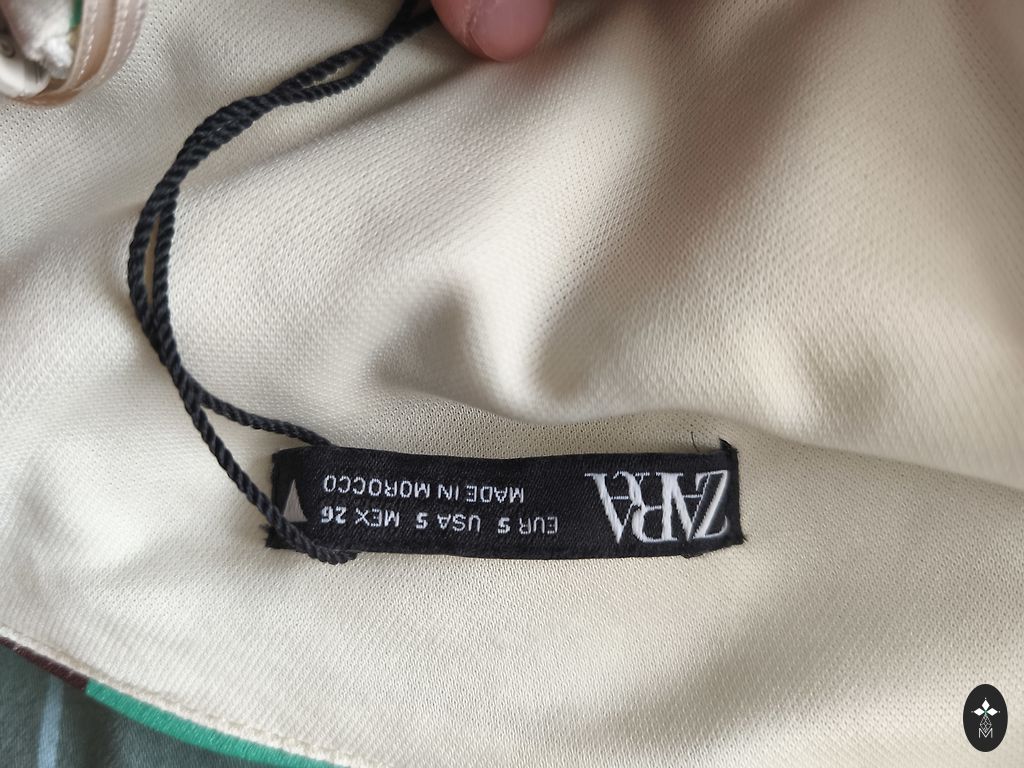 ZARA
EUR S USA S MEX 26
MADE IN MOROCCO
M